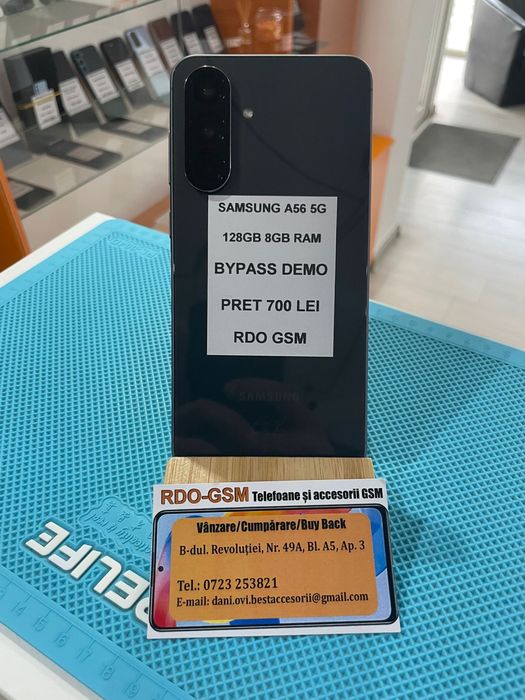 SAMSUNG A56 5G
128GB 8GB RAM
BYPASS DEMO
PRET 700 LEI
RDO GSM
SAMSUNG
RDO-GSM Telefoane și accesorii GSM
Vânzare/Cumpărare/Buy Back
B-dul. Revoluției, Nr. 49A, Bl. A5, Ap. 3
Tel.: 0723 253821
E-mail: dani.ovi.bestaccesorii@gmail.com
RELIFE